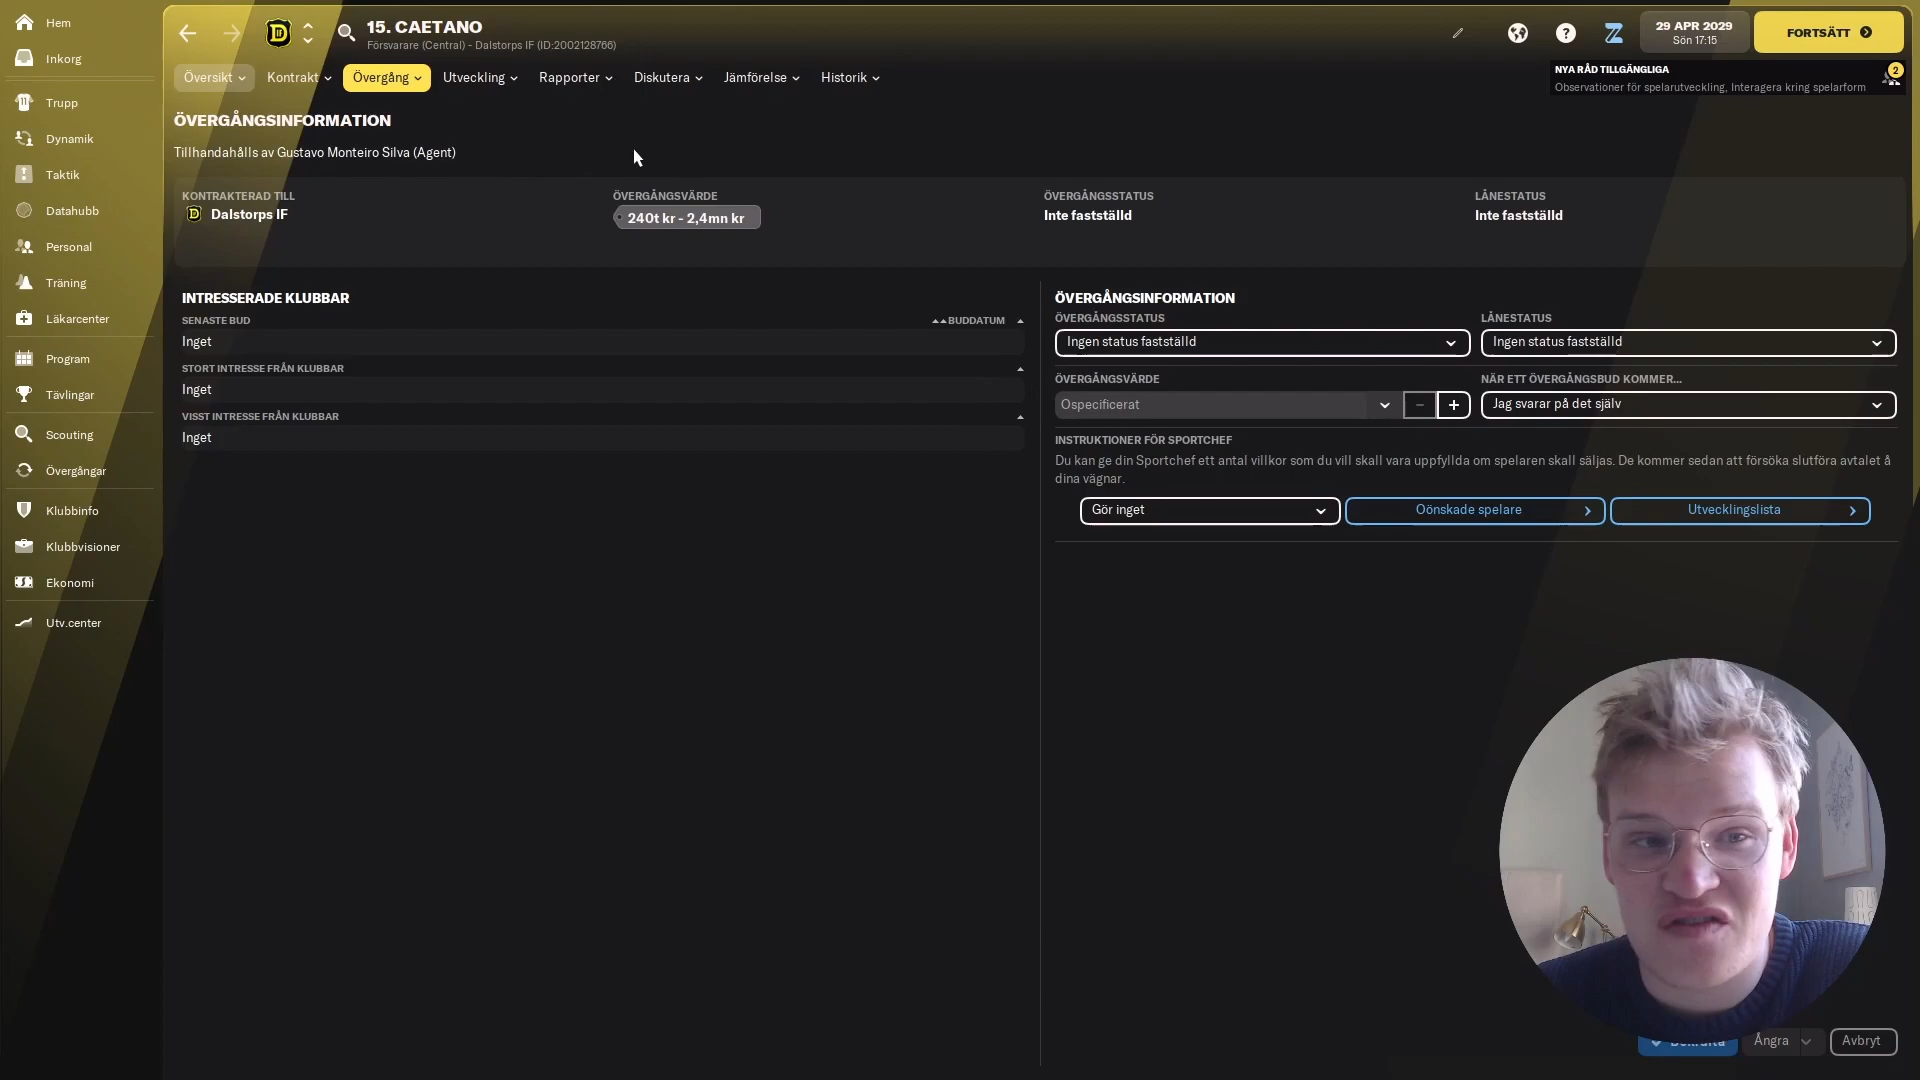 Hem
Inkorg
Trupp
Dynamik
Taktik
Datahubb
Personal
Träning
Läkarcenter
Program
Tävlingar
Scouting
Övergångar
Klubbinfo
Klubbvisioner
Ekonomi
Utv.center
15. CAETANO
Försvarare (Central) - Dalstorps IF (ID:2002128766)
29 APR 2029
Sön 17:15
FORTSÄTT
Översikt
Kontrakt
Övergång
Utveckling
Rapporter
Diskutera
Jämförelse
Historik
NYA RÅD TILLGÄNGLIGA
2
Observationer för spelarutveckling, Interagera kring spelarform
ÖVERGÅNGSINFORMATION
Tillhandahålls av Gustavo Monteiro Silva (Agent)
KONTRAKTERAD TILL
Dalstorps IF
ÖVERGÅNGSVÄRDE
240t kr - 2,4mn kr
ÖVERGÅNGSSTATUS
Inte fastställd
LÅNESTATUS
Inte fastställd
INTRESSERADE KLUBBAR
SENASTE BUD
BUDDATUM
Inget
STORT INTRESSE FRÅN KLUBBAR
Inget
VISST INTRESSE FRÅN KLUBBAR
Inget
ÖVERGÅNGSINFORMATION
ÖVERGÅNGSSTATUS
LÅNESTATUS
Ingen status fastställd
Ingen status fastställd
ÖVERGÅNGSVÄRDE
NÄR ETT ÖVERGÅNGSBUD KOMMER...
Ospecificerat
Jag svarar på det själv
INSTRUKTIONER FÖR SPORTCHEF
Du kan ge din Sportchef ett antal villkor som du vill skall vara uppfyllda om spelaren skall säljas. De kommer sedan att försöka slutföra avtalet å
dina vägnar.
Gör inget
Oönskade spelare
Utvecklingslista
Ångra
Avbryt